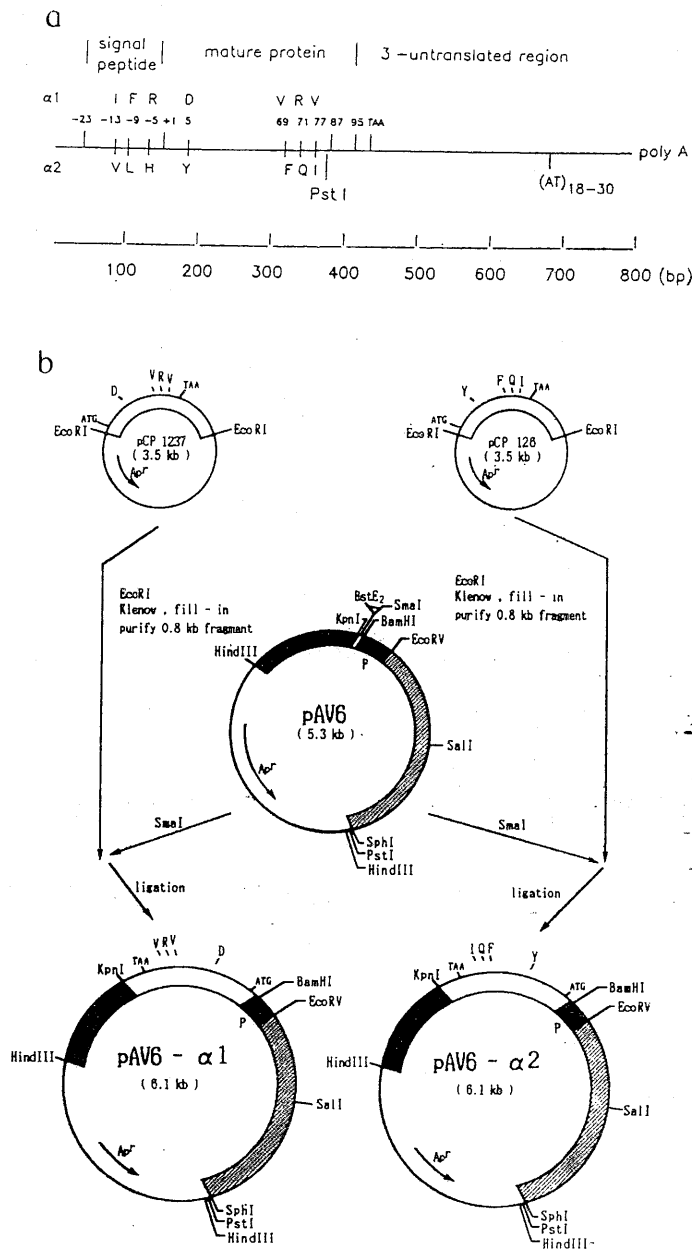 a
signal peptide | mature protein | 3 -untranslated region
α1 I F R D V R V
-23 -13 -9 -5 +1 5 69 71 77 87 95 TAA
poly A
α2 V L H Y F Q I
(AT)18-30
Pst I
100 200 300 400 500 600 700 800 (bp)
b
D V R V TAA
ATG
EcoRI EcoRI
pCP 1237
( 3.5 kb )
Apr
Y F Q I TAA
ATG
EcoRI EcoRI
pCP 126
( 3.5 kb )
Apr
EcoRI
Klenow , fill - in
purify 0.8 kb fragment
EcoRI
Klenow , fill - in
purify 0.8 kb fragment
BstE2
SmaI
KpnI
BamHI
EcoRV
HindIII
P
pAV6
( 5.3 kb )
SalI
Apr
SphI
PstI
HindIII
SmaI
SmaI
ligation
ligation
V R V D
TAA
KpnI
ATG
BamHI
EcoRV
P
HindIII
pAV6 - α1
( 6.1 kb )
SalI
Apr
SphI
PstI
HindIII
I Q F Y
TAA
KpnI
ATG
BamHI
EcoRV
P
HindIII
pAV6 - α2
( 6.1 kb )
SalI
Apr
SphI
PstI
HindIII